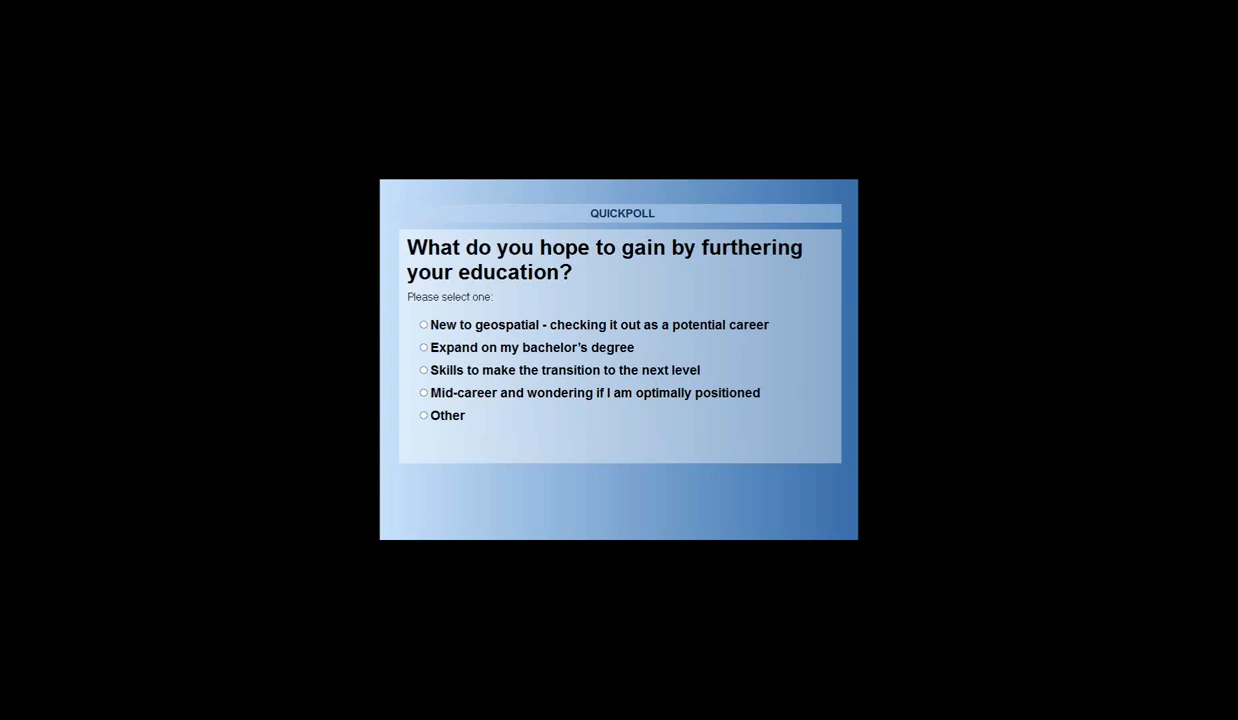 QUICKPOLL
What do you hope to gain by furthering
your education?
Please select one:
New to geospatial - checking it out as a potential career
Expand on my bachelor’s degree
Skills to make the transition to the next level
Mid-career and wondering if I am optimally positioned
Other